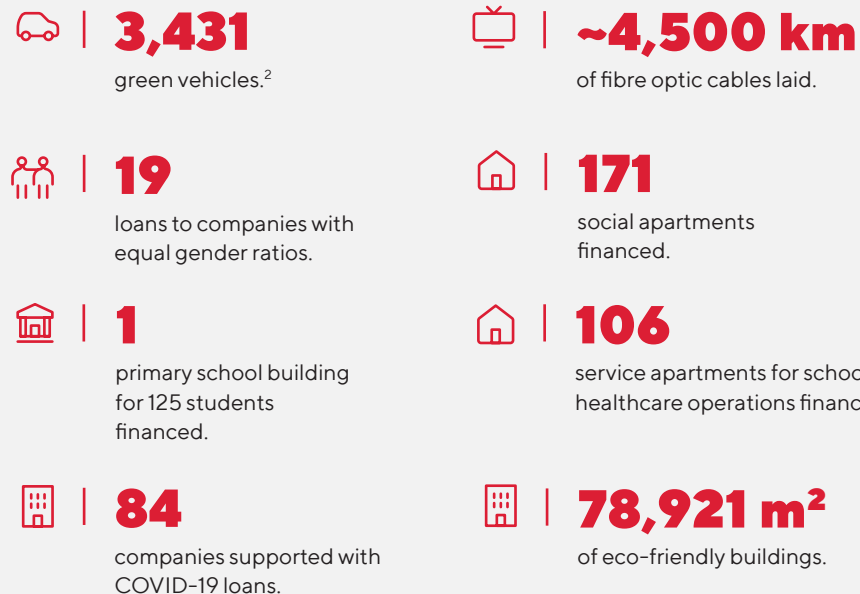 3,431
green vehicles.²
~4,500 km
of fibre optic cables laid.
19
loans to companies with
equal gender ratios.
171
social apartments
financed.
1
primary school building
for 125 students
financed.
106
service apartments for
healthcare operations
84
companies supported with
COVID-19 loans.
78,921 m²
of eco-friendly buildings.